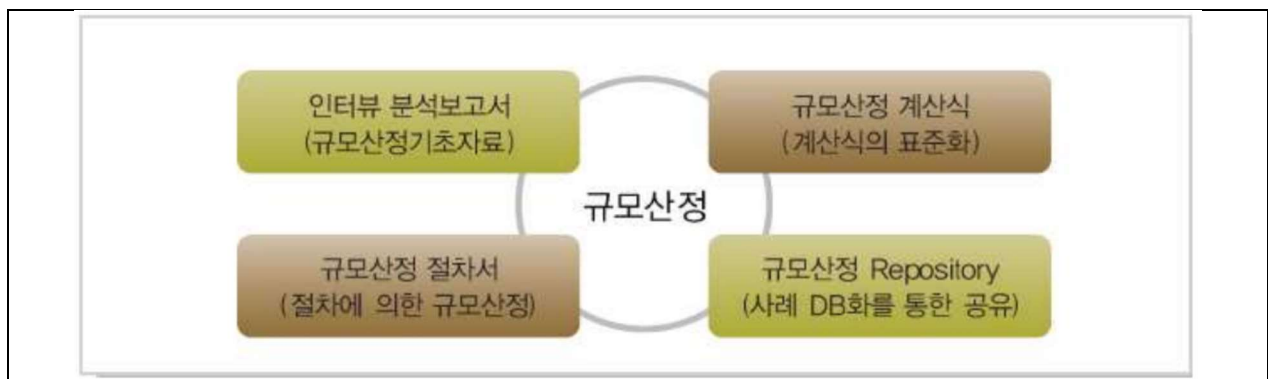 인터뷰 분석보고서
(규모산정기초자료)
규모산정 계산식
(계산식의 표준화)
규모산정
규모산정 절차서
(절차에 의한 규모산정)
규모산정 Repository
(사례 DB화를 통한 공유)